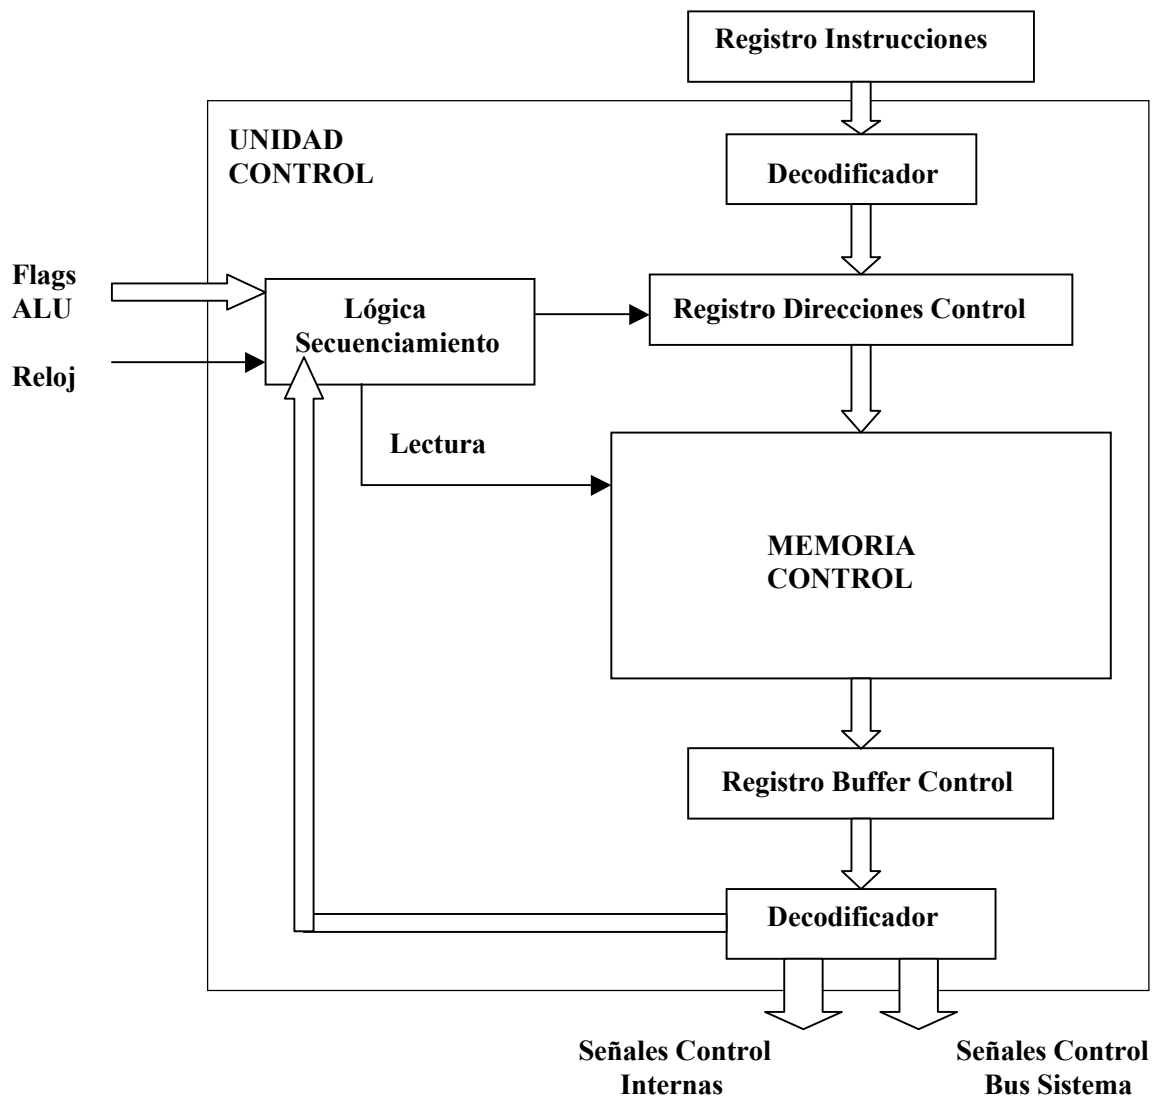 Registro Instrucciones
UNIDAD
CONTROL
Decodificador
Flags
ALU
Reloj
Lógica
Secuenciamiento
Registro Direcciones Control
Lectura
MEMORIA
CONTROL
Registro Buffer Control
Decodificador
Señales Control
Internas
Señales Control
Bus Sistema